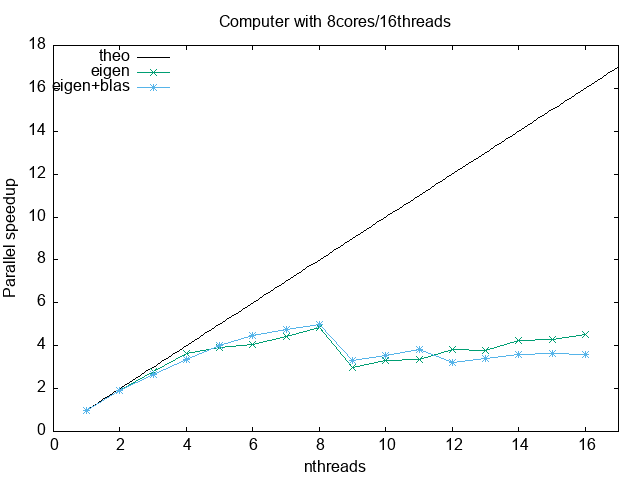 Computer with 8cores/16threads
18
16
14
12
10
8
6
4
2
0
theo
eigen
eigen+blas
Parallel speedup
0 2 4 6 8 10 12 14 16
nthreads